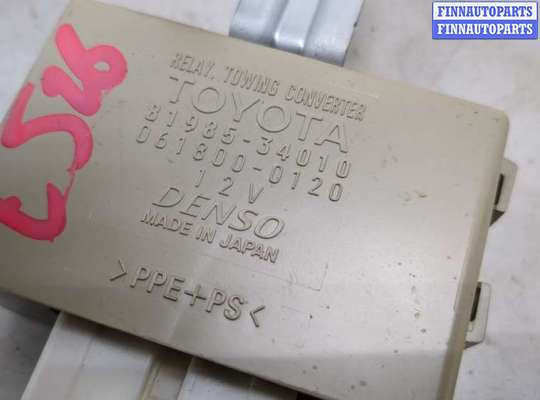 FINNAUTOPARTS
FINNAUTOPARTS
RELAY, TOWING CONVERTER
TOYOTA
81985-34010
061800-0120
12V
DENSO
MADE IN JAPAN
>PPE+PS<